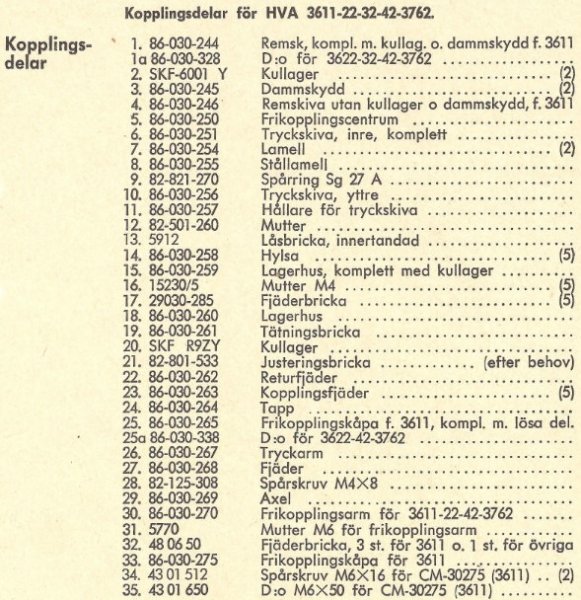 Kopplingsdelar för HVA 3611-22-32-42-3762.
Kopplings-
delar
1. 86-030-244 Remsk, kompl. m. kullag. o. dammskydd f. 3611
1a 86-030-328 D:o för 3622-32-42-3762 ..................
2. SKF-6001 Y Kullager .................................. (2)
3. 86-030-245 Dammskydd .............................. (2)
4. 86-030-246 Remskiva utan kullager o dammskydd, f. 3611
5. 86-030-250 Frikopplingscentrum ........................
6. 86-030-251 Tryckskiva, inre, komplett ..................
7. 86-030-254 Lamell .................................... (2)
8. 86-030-255 Stållamell ..................................
9. 82-821-270 Spårring Sg 27 A ........................
10. 86-030-256 Tryckskiva, yttre ..........................
11. 86-030-257 Hållare för tryckskiva ....................
12. 82-501-260 Mutter ....................................
13. 5912 Låsbricka, innertandad ....................
14. 86-030-258 Hylsa .................................... (5)
15. 86-030-259 Lagerhus, komplett med kullager ..........
16. 15230/5 Mutter M4 .............................. (5)
17. 29030-285 Fjäderbricka ............................ (5)
18. 86-030-260 Lagerhus ..................................
19. 86-030-261 Tätningsbricka ............................
20. SKF R9ZY Kullager ..................................
21. 82-801-533 Justeringsbricka ............ (efter behov)
22. 86-030-262 Returfjäder ................................
23. 86-030-263 Kopplingsfjäder ........................ (5)
24. 86-030-264 Tapp ......................................
25. 86-030-265 Frikopplingskåpa f. 3611, kompl. m. lösa del.
25a 86-030-338 D:o för 3622-42-3762 ....................
26. 86-030-267 Tryckarm ..................................
27. 86-030-268 Fjäder ....................................
28. 82-125-308 Spårskruv M4×8 ........................
29. 86-030-269 Axel ......................................
30. 86-030-270 Frikopplingsarm för 3611-22-42-3762 ......
31. 5770 Mutter M6 för frikopplingsarm ............
32. 48 06 50 Fjäderbricka, 3 st. för 3611 o. 1 st. för övriga
33. 86-030-275 Frikopplingskåpa för 3611 ................
34. 43 01 512 Spårskruv M6×16 för CM-30275 (3611) .. (2)
35. 43 01 650 D:o M6×50 för CM-30275 (3611) ..........